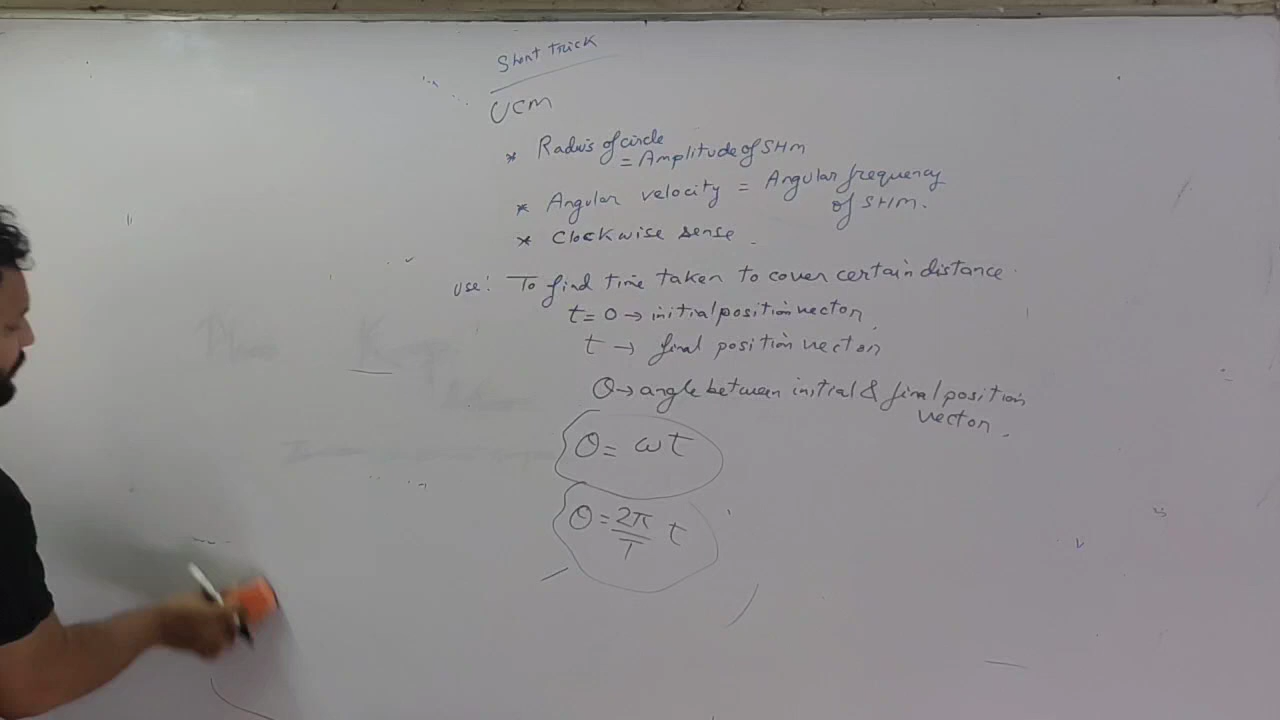 Short trick
UCM
* Radius of circle
= Amplitude of SHM
* Angular velocity = Angular frequency
of SHM.
* Clockwise sense.
use: To find time taken to cover certain distance.
t = 0 → initial position vector
t → final position vector
θ → angle between initial & final position
vector.
θ = ωt
θ = 2π/T t